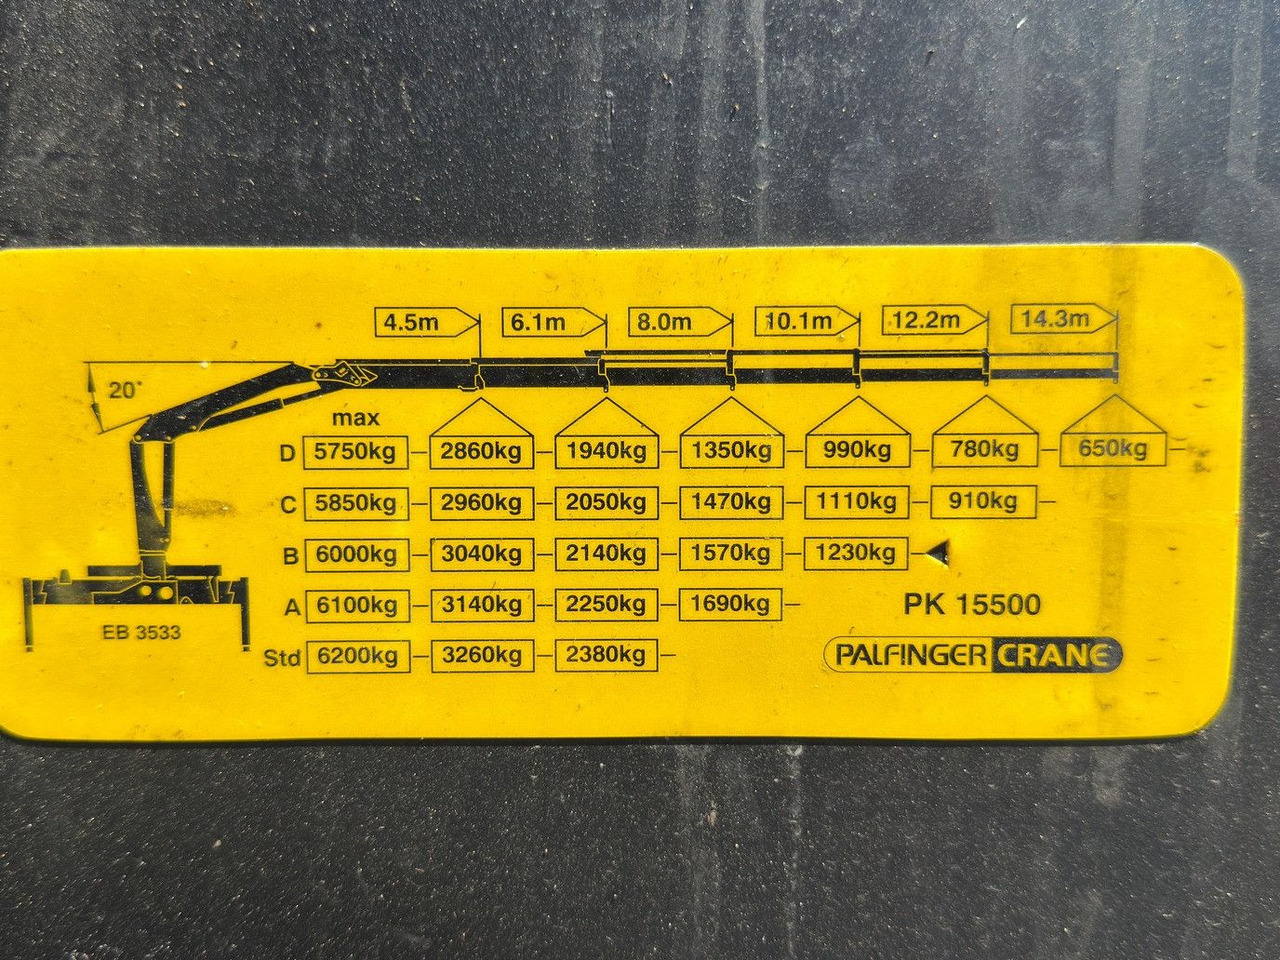 4.5m 6.1m 8.0m 10.1m 12.2m 14.3m
20°
max
D 5750kg 2860kg 1940kg 1350kg 990kg 780kg 650kg
C 5850kg 2960kg 2050kg 1470kg 1110kg 910kg
B 6000kg 3040kg 2140kg 1570kg 1230kg
A 6100kg 3140kg 2250kg 1690kg PK 15500
EB 3533
Std 6200kg 3260kg 2380kg PALFINGER CRANE